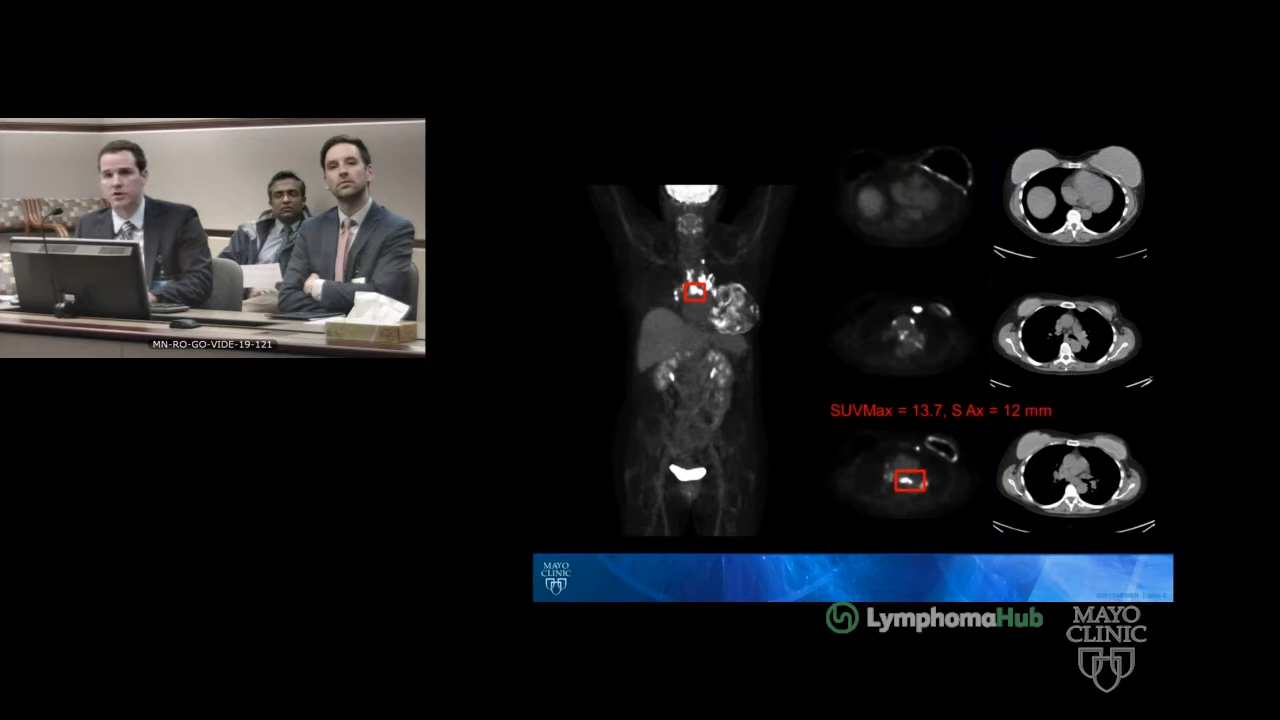 MN-RO-GO-VIDE-19-121
SUVMax = 13.7, S Ax = 12 mm
MAYO
CLINIC
LymphomaHub
MAYO
CLINIC